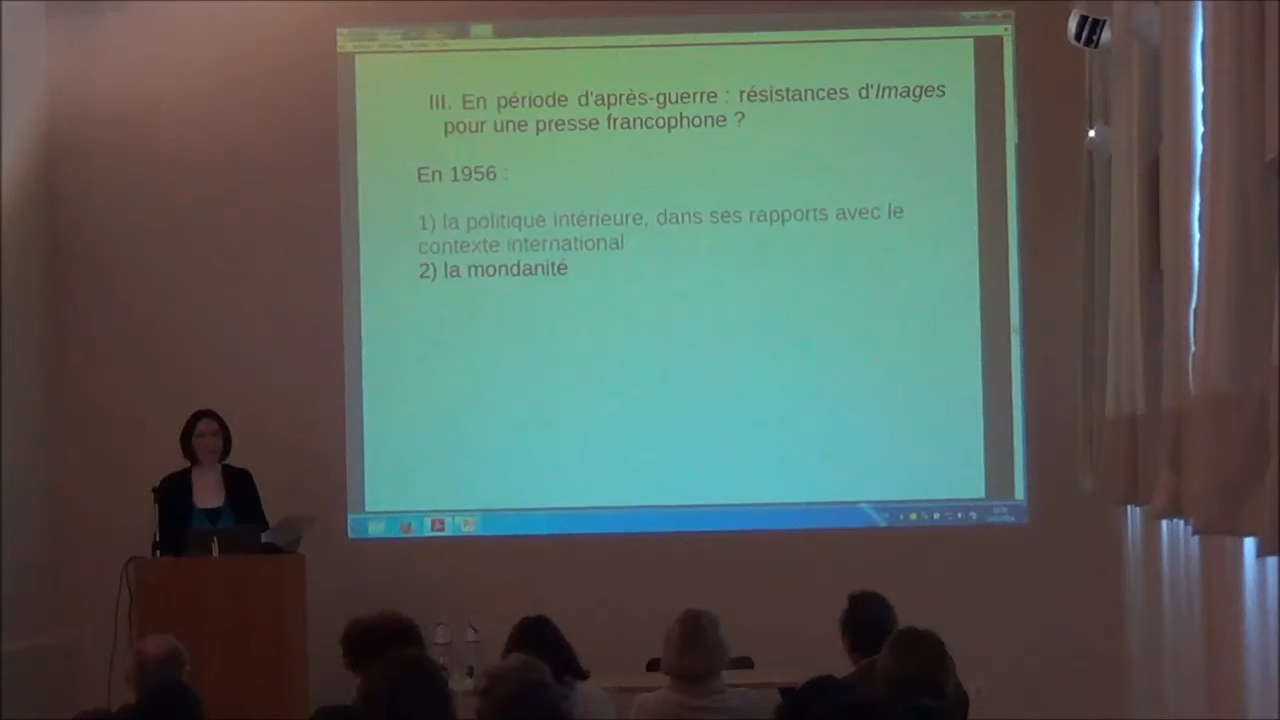 III. En période d'après-guerre : résistances d'Images
pour une presse francophone ?
En 1956 :
1) la politique intérieure, dans ses rapports avec le
contexte international
2) la mondanité